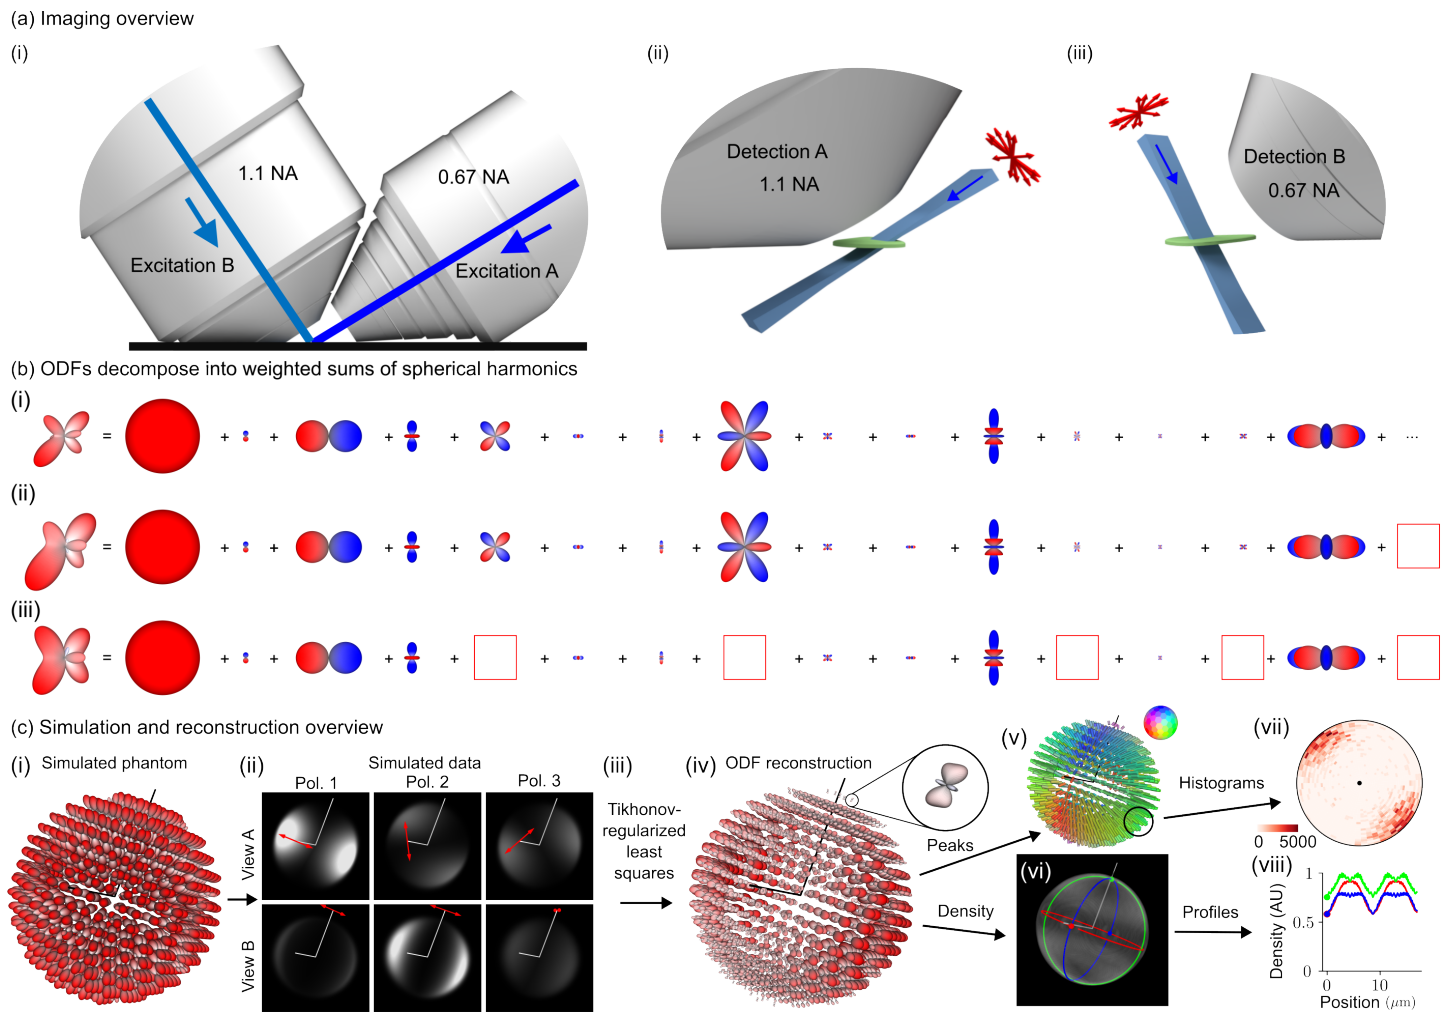 (a) Imaging overview
(i)
(ii)
(iii)
1.1 NA
0.67 NA
Excitation B
Excitation A
Detection A
1.1 NA
Detection B
0.67 NA
(b) ODFs decompose into weighted sums of spherical harmonics
(i)
= + + + + + + + + + + + + + + ...
(ii)
= + + + + + + + + + + + + + +
(iii)
= + + + + + + + + + + + + + +
(c) Simulation and reconstruction overview
(i)
Simulated phantom
(ii)
Simulated data
Pol. 1
Pol. 2
Pol. 3
View A
View B
(iii)
Tikhonov-
regularized
least
squares
(iv)
ODF reconstruction
Peaks
Density
(v)
Histograms
(vi)
Profiles
(vii)
0 5000
(viii)
1
0.5
0
Density (AU)
0
10
Position (μm)